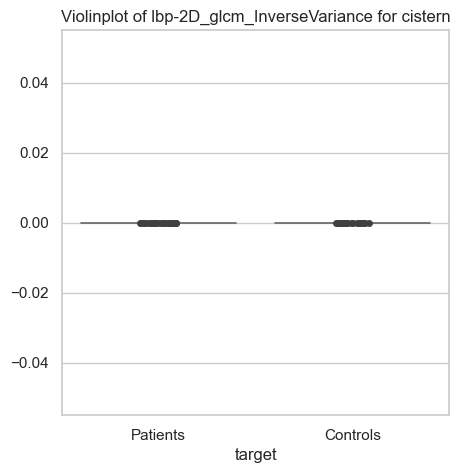 Violinplot of lbp-2D_glcm_InverseVariance for cistern
0.04
0.02
0.00
−0.02
−0.04
Patients Controls
target